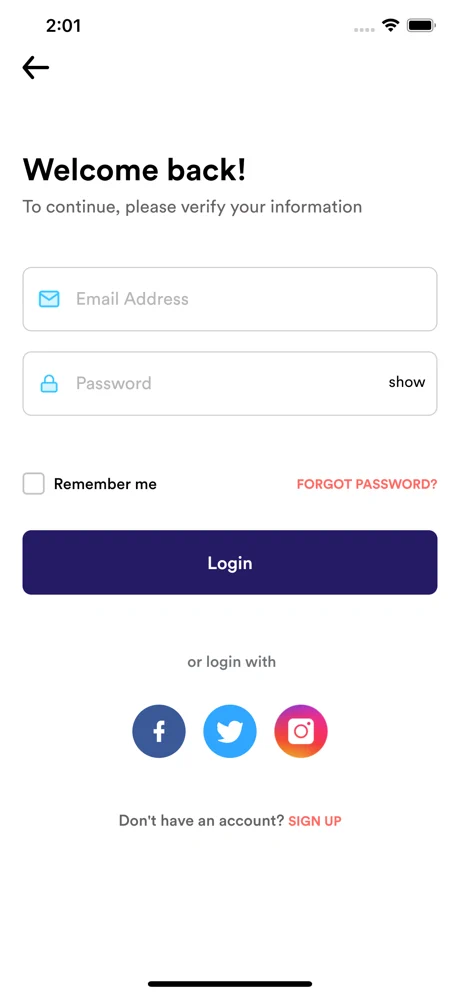 2:01
Welcome back!
To continue, please verify your information
Email Address
Password show
Remember me FORGOT PASSWORD?
Login
or login with
Don't have an account? SIGN UP